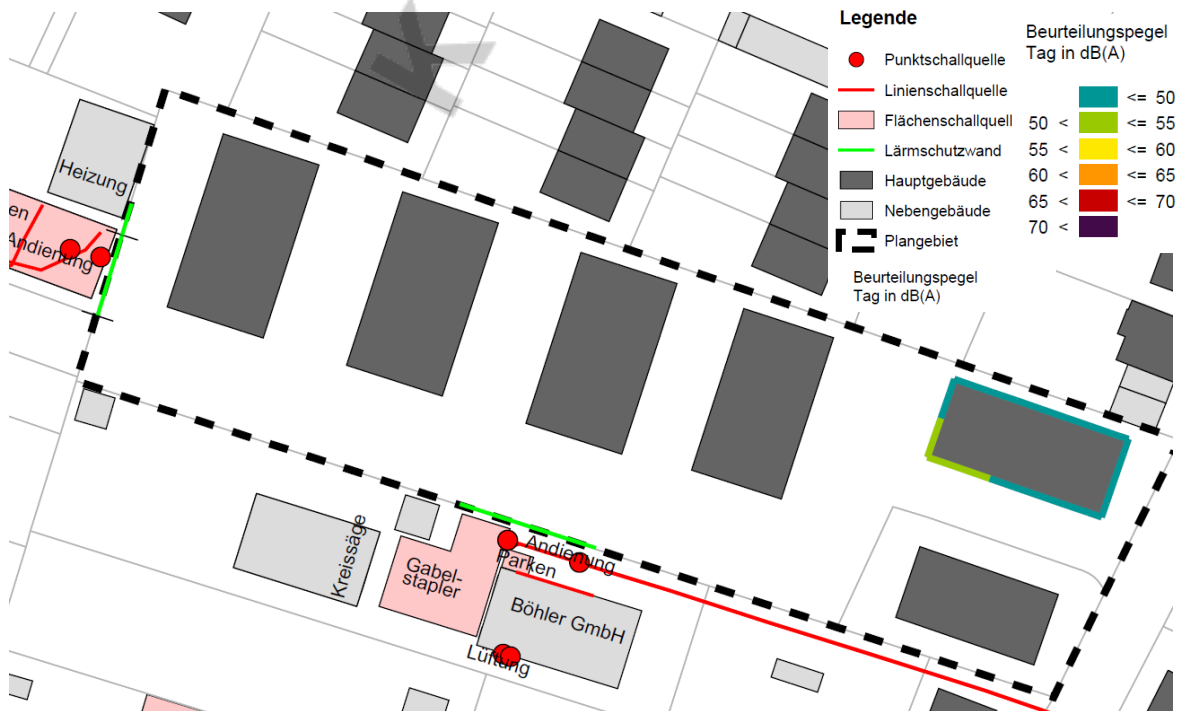 Legende
Punktschallquelle
Linienschallquelle
Flächenschallquell
Lärmschutzwand
Hauptgebäude
Nebengebäude
Plangebiet
Beurteilungspegel
Tag in dB(A)
Beurteilungspegel
Tag in dB(A)
<= 50
50 < <= 55
55 < <= 60
60 < <= 65
65 < <= 70
70 <
Heizung
en
Andienung
Kreissäge
Gabel-
stapler
Andienung
Parken
Böhler GmbH
Lüftung